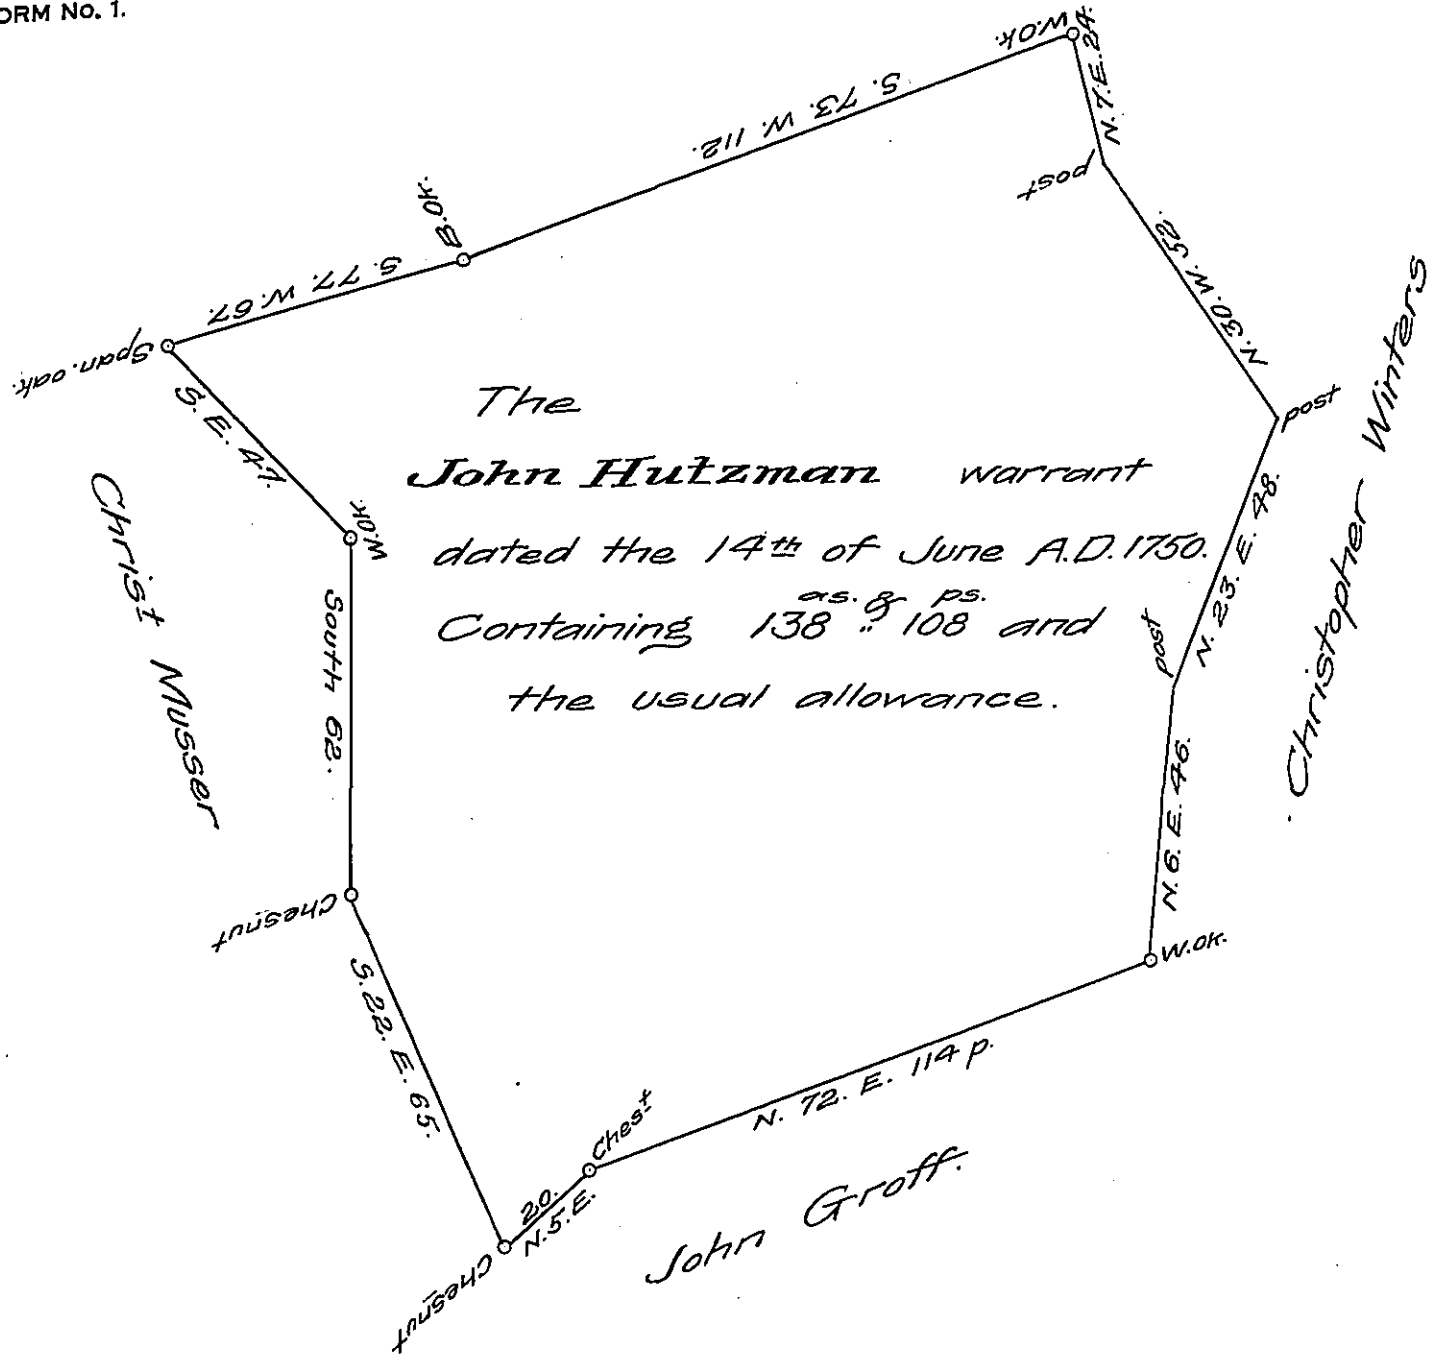 ORM No. 1.
W.Ok.
N.7.E.24.
S. 73. W. 112.
post
B.Ok.
N.30.W.52.
S. 77. W. 67.
Span. oak.
post
S. E. 47.
Christopher Winters
The
John Hutzman warrant
N. 23. E. 48.
Christ Musser
W.Ok.
dated the 14th of June A.D. 1750.
as. & ps.
Containing 138 " 108 and
South 62.
post
the usual allowance.
N. 6. E. 46.
Chesnut
W.OK.
S. 22. E. 65.
N. 72. E. 114 p.
Chest
20.
N. 5. E.
John Groff.
Chesnut